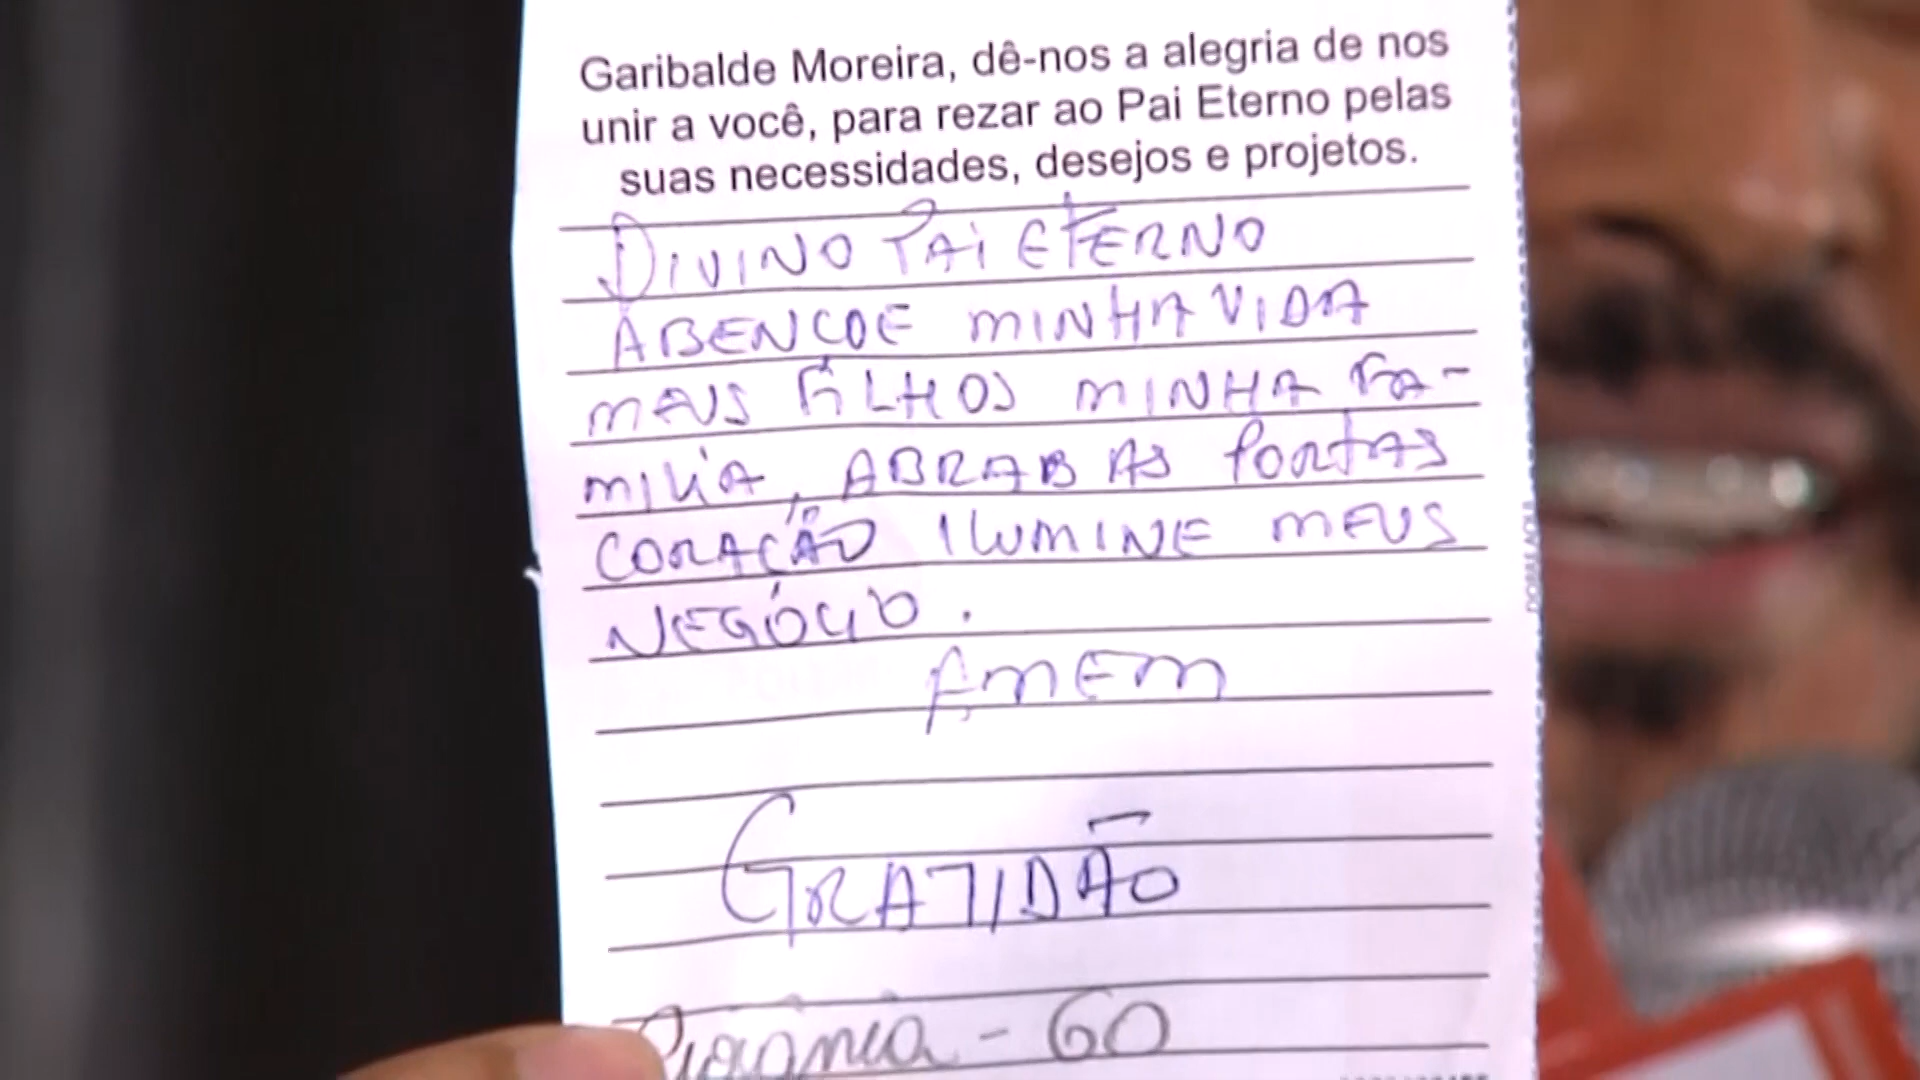 Garibalde Moreira, dê-nos a alegria de nos
unir a você, para rezar ao Pai Eterno pelas
suas necessidades, desejos e projetos.
DIVINO PAI ETERNO
ABENÇOE MINHA VIDA
MEUS FILHOS MINHA FA-
MILIA, ABRAB AS PORTAS
CORAÇÃO ILUMINE MEUS
NEGÓCIO.
AMEM
GRATIDÃO
Goiânia - GO